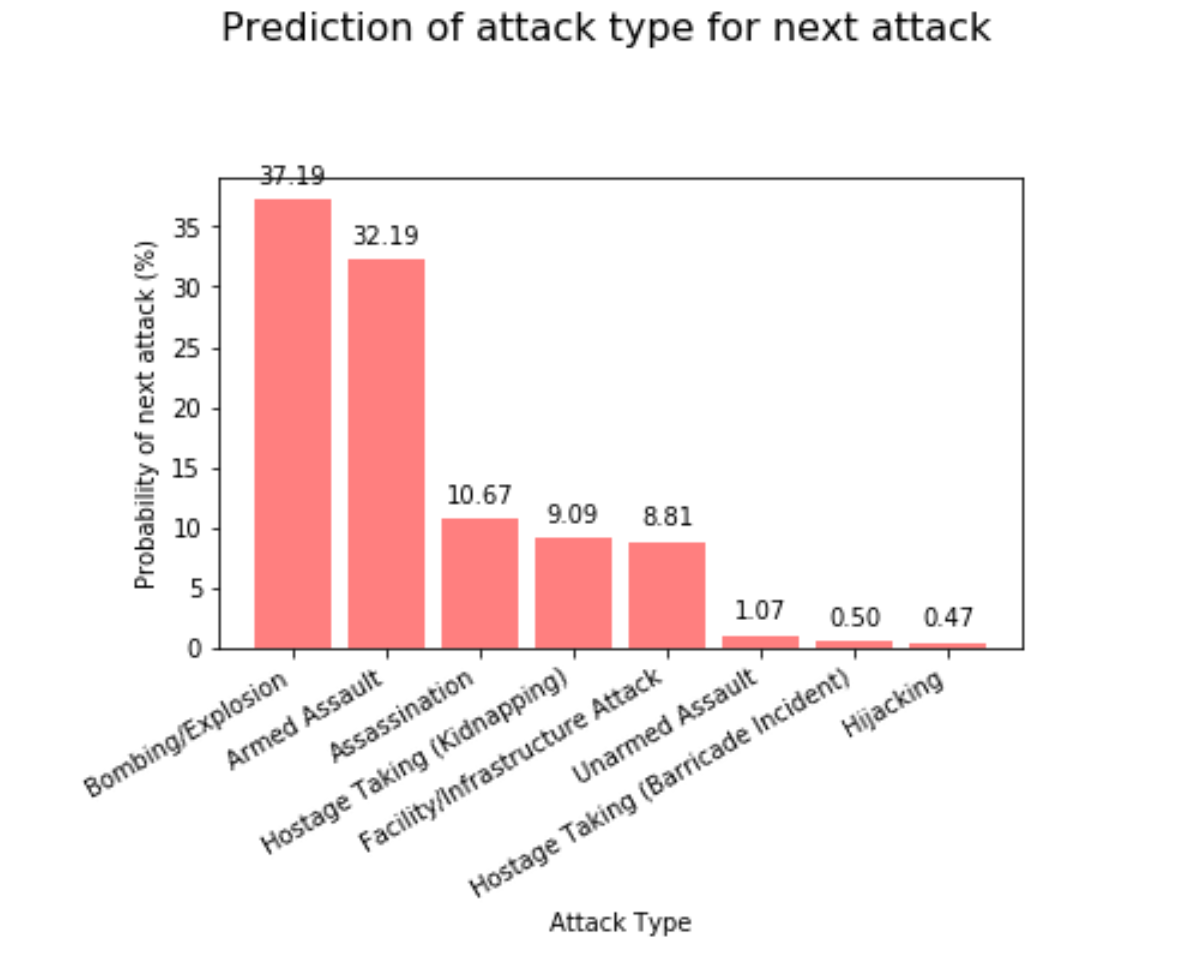 Prediction of attack type for next attack
37.19
32.19
10.67
9.09
8.81
1.07
0.50
0.47
35
30
25
20
15
10
5
0
Probability of next attack (%)
Bombing/Explosion
Armed Assault
Assassination
Hostage Taking (Kidnapping)
Facility/Infrastructure Attack
Unarmed Assault
Hostage Taking (Barricade Incident)
Hijacking
Attack Type